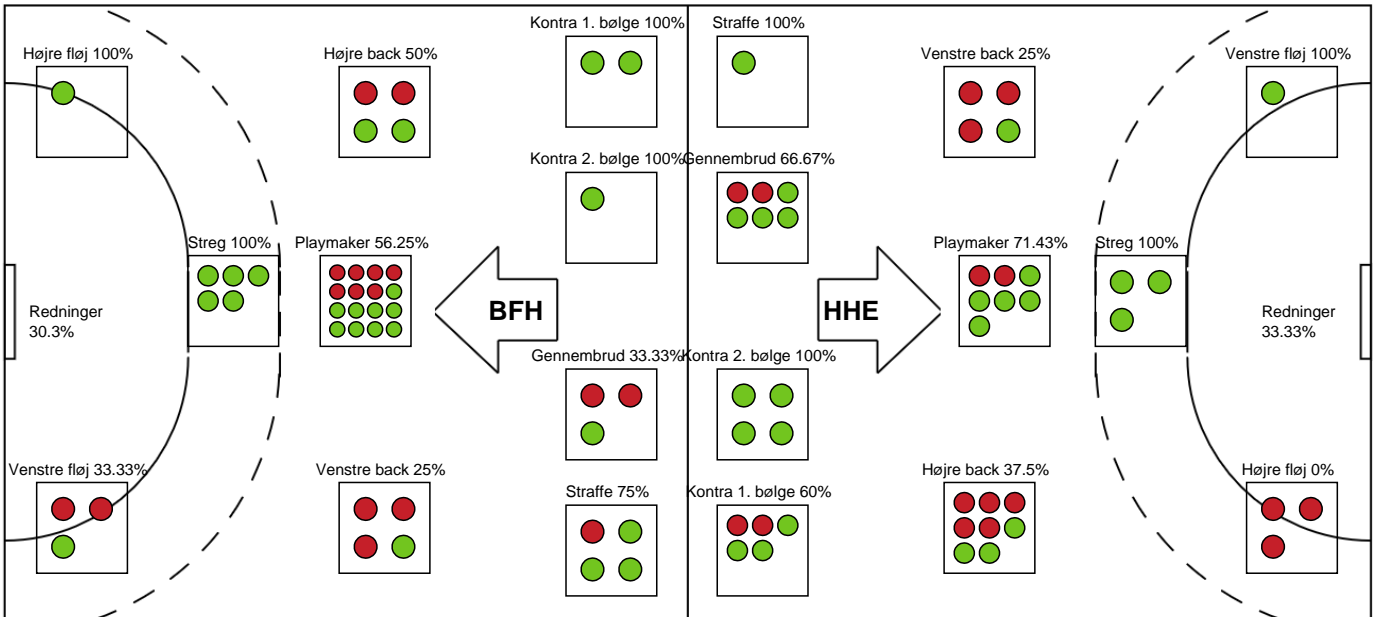 Kontra 1. bølge 100%
Straffe 100%
Højre fløj 100%
Højre back 50%
Venstre back 25%
Venstre fløj 100%
Kontra 2. bølge 100%
Gennembrud 66.67%
Streg 100%
Playmaker 56.25%
Playmaker 71.43%
Streg 100%
Redninger
30.3%
BFH
HHE
Redninger
33.33%
Gennembrud 33.33%
Kontra 2. bølge 100%
Venstre fløj 33.33%
Venstre back 25%
Højre back 37.5%
Højre fløj 0%
Straffe 75%
Kontra 1. bølge 60%